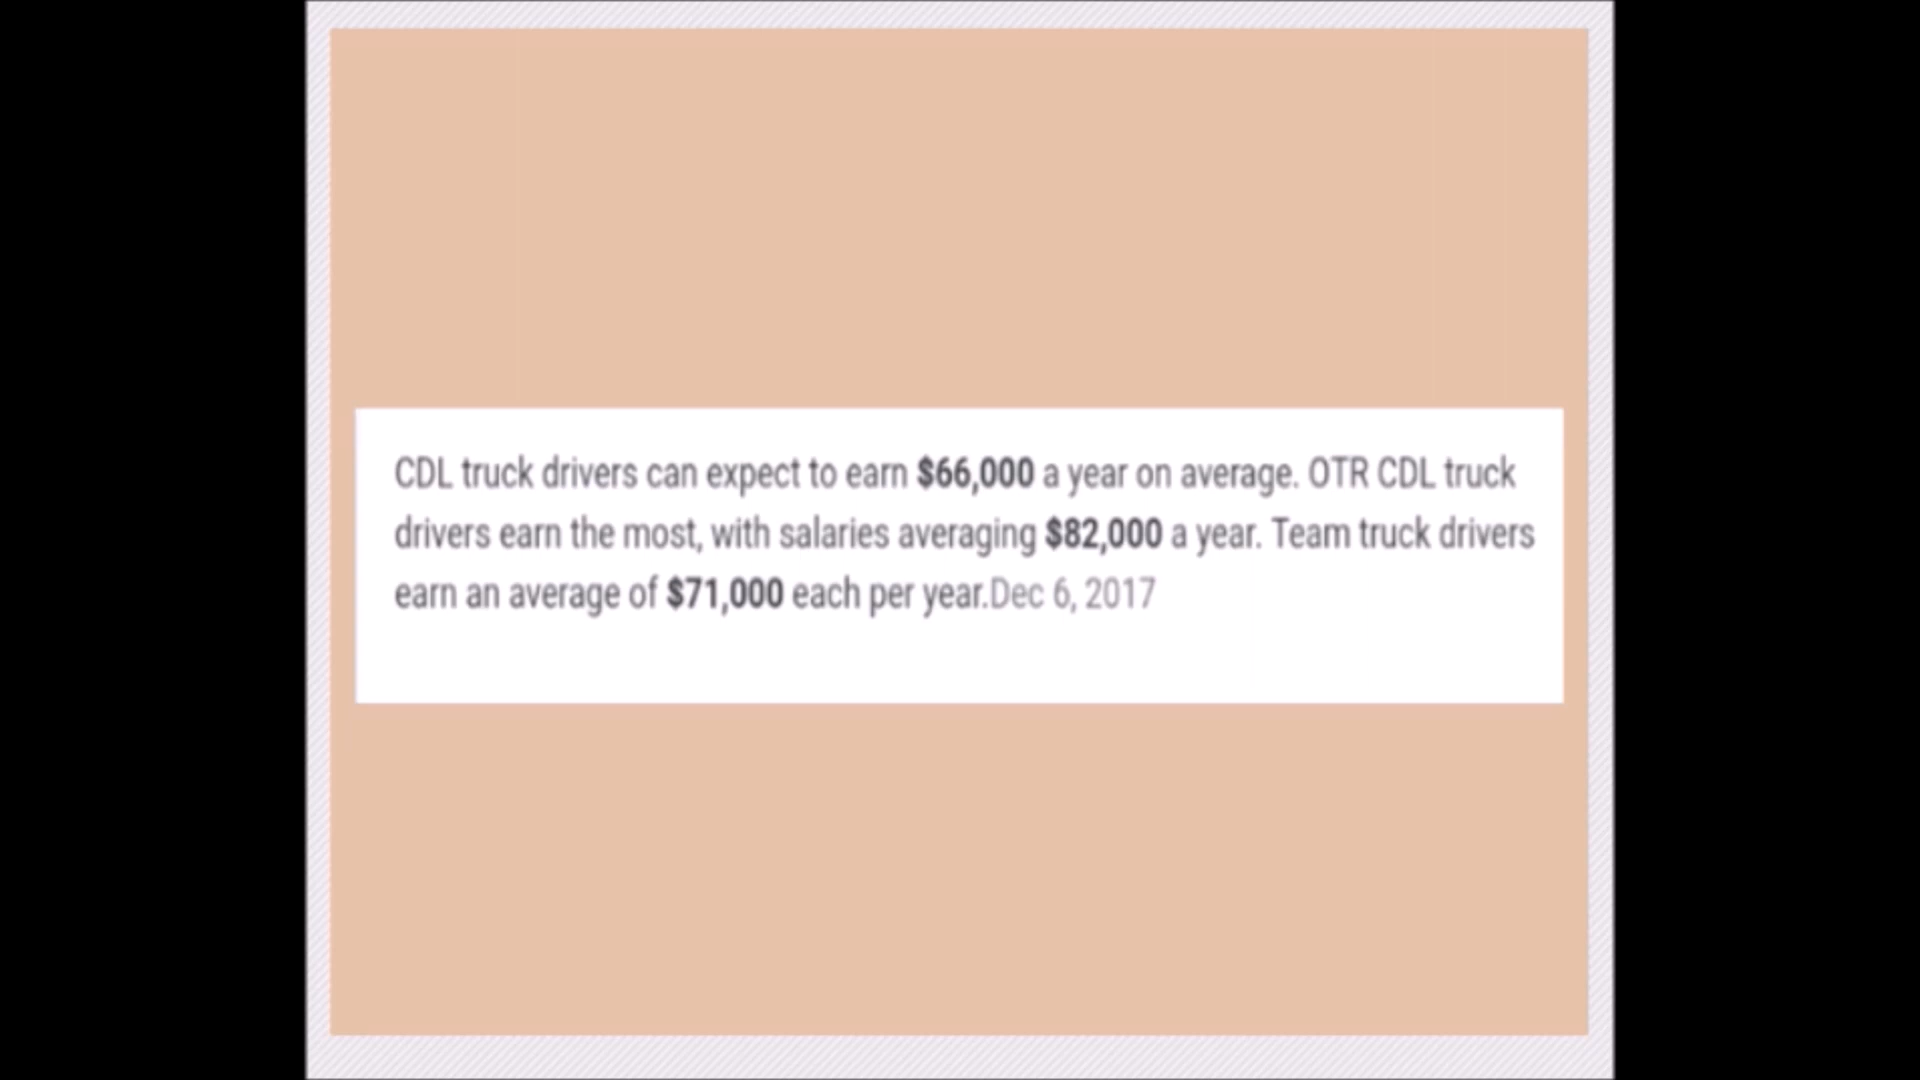 CDL truck drivers can expect to earn $66,000 a year on average. OTR CDL truck
drivers earn the most, with salaries averaging $82,000 a year. Team truck drivers
earn an average of $71,000 each per year.Dec 6, 2017